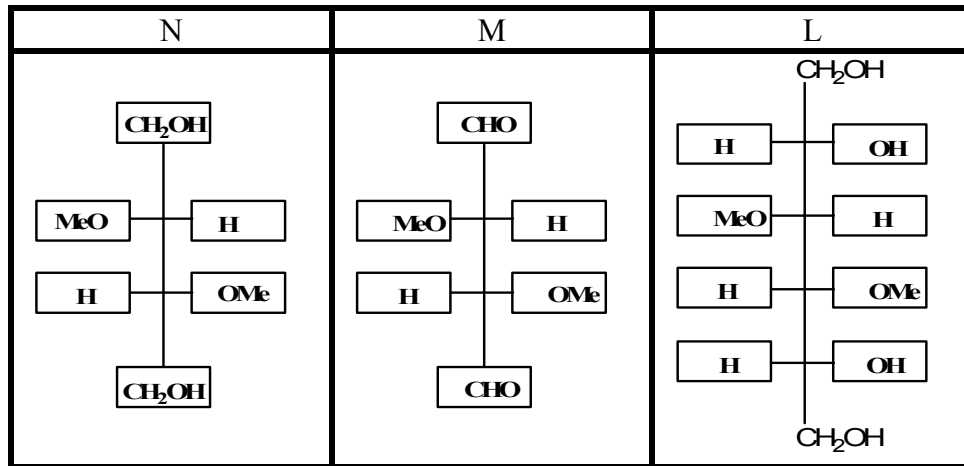 N M L
CH₂OH CHO CH₂OH
H OH
MeO H MeO H MeO H
H OMe H OMe H OMe
H OH
CH₂OH CHO CH₂OH